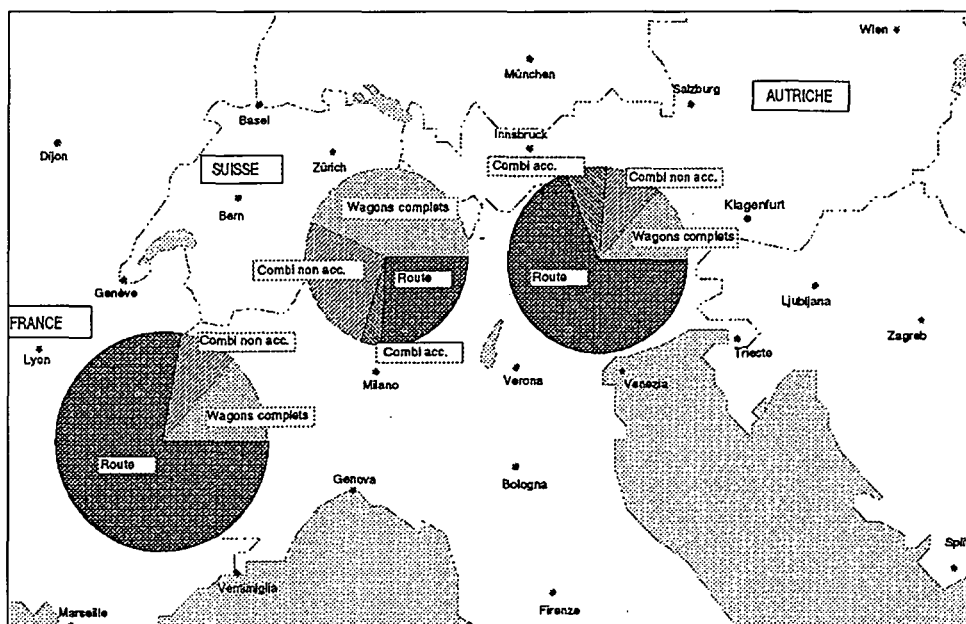 Wien
München
Salzburg
AUTRICHE
Basel
Innsbruck
Dijon
Zürich
SUISSE
Combi acc.
Combi non acc.
Bern
Wagons complets
Klagenfurt
Wagons complets
Combi non acc.
Route
Route
Genève
Ljubljana
FRANCE
Zagreb
Combi non acc.
Combi acc.
Trieste
Lyon
Milano
Verona
Venezia
Wagons complets
Route
Bologna
Genova
Split
Ventimiglia
Firenze
Marseille